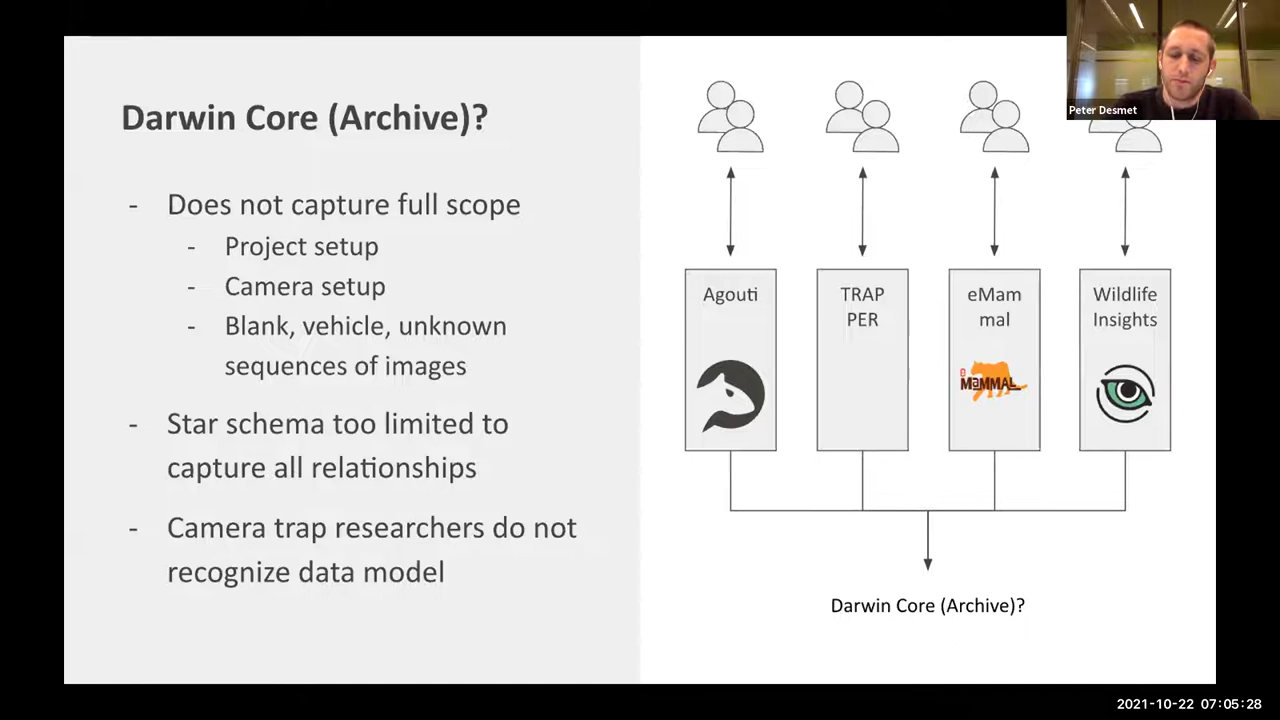 Darwin Core (Archive)?
- Does not capture full scope
- Project setup
- Camera setup
- Blank, vehicle, unknown
sequences of images
- Star schema too limited to
capture all relationships
- Camera trap researchers do not
recognize data model
Peter Desmet
Agouti
TRAP
PER
eMam
mal
Wildlife
Insights
e
MaMMAL
Darwin Core (Archive)?
2021-10-22 07:05:28